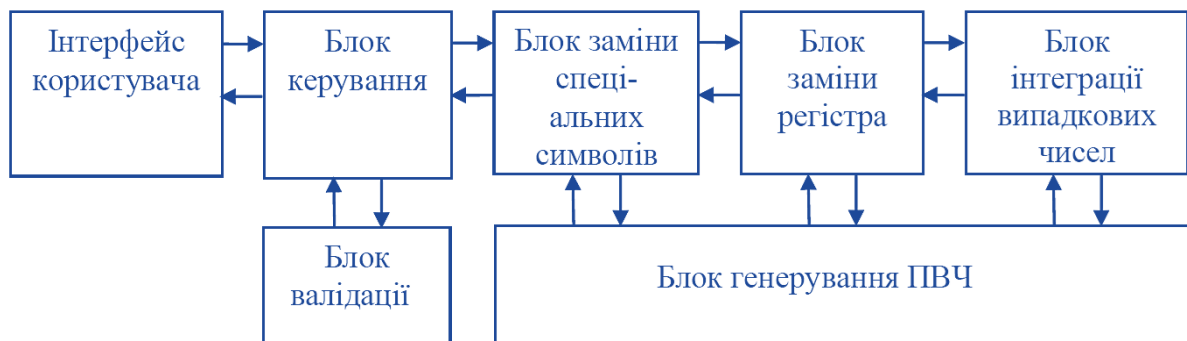 Інтерфейс
користувача
Блок
керування
Блок заміни
спеці-
альних
символів
Блок
заміни
регістра
Блок
інтеграції
випадкових
чисел
Блок
валідації
Блок генерування ПВЧ